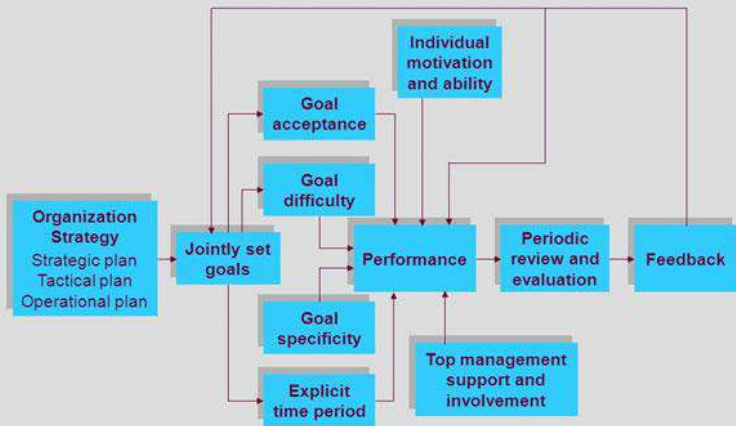 Individual
motivation
and ability
Goal
acceptance
Goal
difficulty
Organization
Strategy
Strategic plan
Tactical plan
Operational plan
Jointly set
goals
Performance
Periodic
review and
evaluation
Feedback
Goal
specificity
Explicit
time period
Top management
support and
involvement